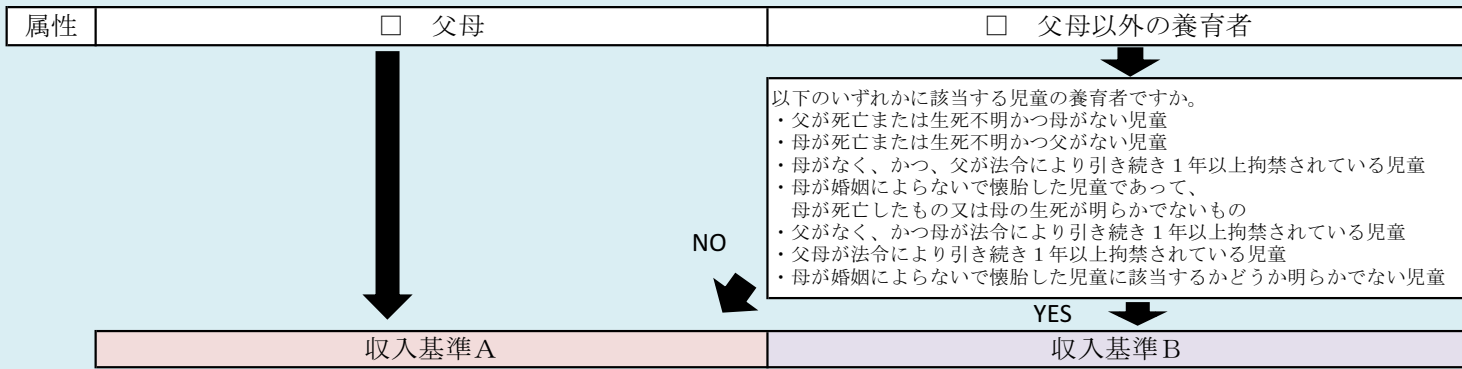 属性 □ 父母 □ 父母以外の養育者
以下のいずれかに該当する児童の養育者ですか。
・父が死亡または生死不明かつ母がない児童
・母が死亡または生死不明かつ父がない児童
・母がなく、かつ、父が法令により引き続き１年以上拘禁されている児童
・母が婚姻によらないで懐胎した児童であって、
母が死亡したもの又は母の生死が明らかでないもの
・父がなく、かつ母が法令により引き続き１年以上拘禁されている児童
・父母が法令により引き続き１年以上拘禁されている児童
・母が婚姻によらないで懐胎した児童に該当するかどうか明らかでない児童
NO
YES
収入基準Ａ 収入基準Ｂ